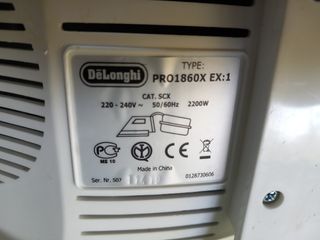 DeLonghi
TYPE:
PRO1860X EX:1
CAT. SCX
220 - 240V ~ 50/60Hz 2200W
ME 10
CE
Made in China
Ser. Nr. 507
0128730606